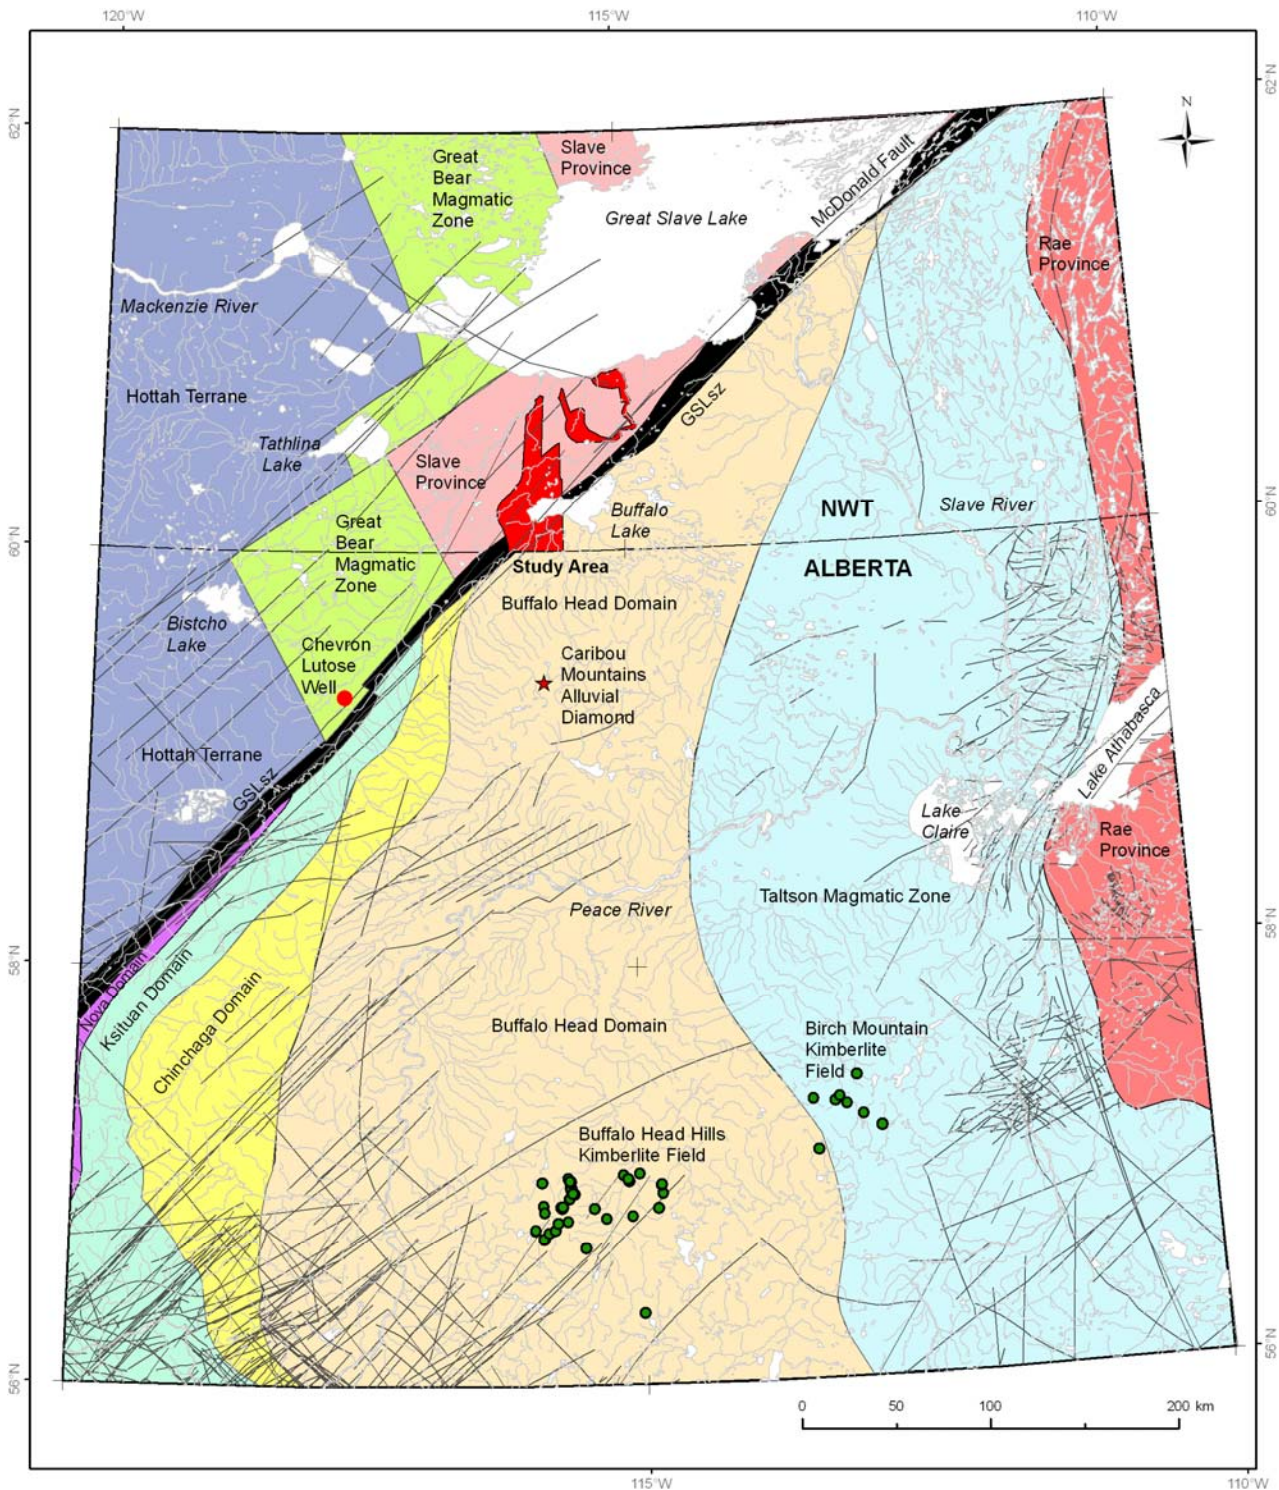 120°W
115°W
110°W
62°N
62°N
N
Great
Bear
Magmatic
Zone
Slave
Province
McDonald Fault
Great Slave Lake
Rae
Province
Mackenzie River
Hottah Terrane
GSLsz
Tathlina
Lake
Slave
Province
60°N
60°N
NWT
Slave River
Buffalo
Lake
Great
Bear
Magmatic
Zone
Study Area
ALBERTA
Buffalo Head Domain
Bistcho
Lake
Chevron
Lutose
Well
Caribou
Mountains
Alluvial
Diamond
Lake Athabasca
Hottah Terrane
GSLsz
Lake
Claire
Rae
Province
Taltson Magmatic Zone
Peace River
58°N
58°N
Nova Domain
Ksituan Domain
Chinchaga Domain
Buffalo Head Domain
Birch Mountain
Kimberlite
Field
Buffalo Head Hills
Kimberlite Field
56°N
56°N
0 50 100 200 km
115°W
110°W